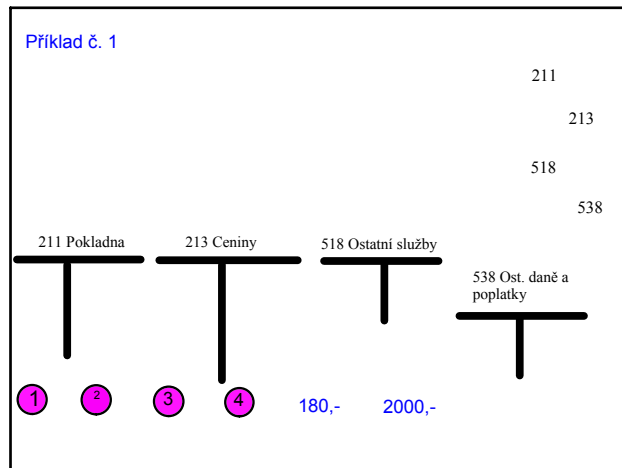 Příklad č. 1
211
213
518
538
211 Pokladna
213 Ceniny
518 Ostatní služby
538 Ost. daně a
poplatky
1
2
3
4
180,-
2000,-